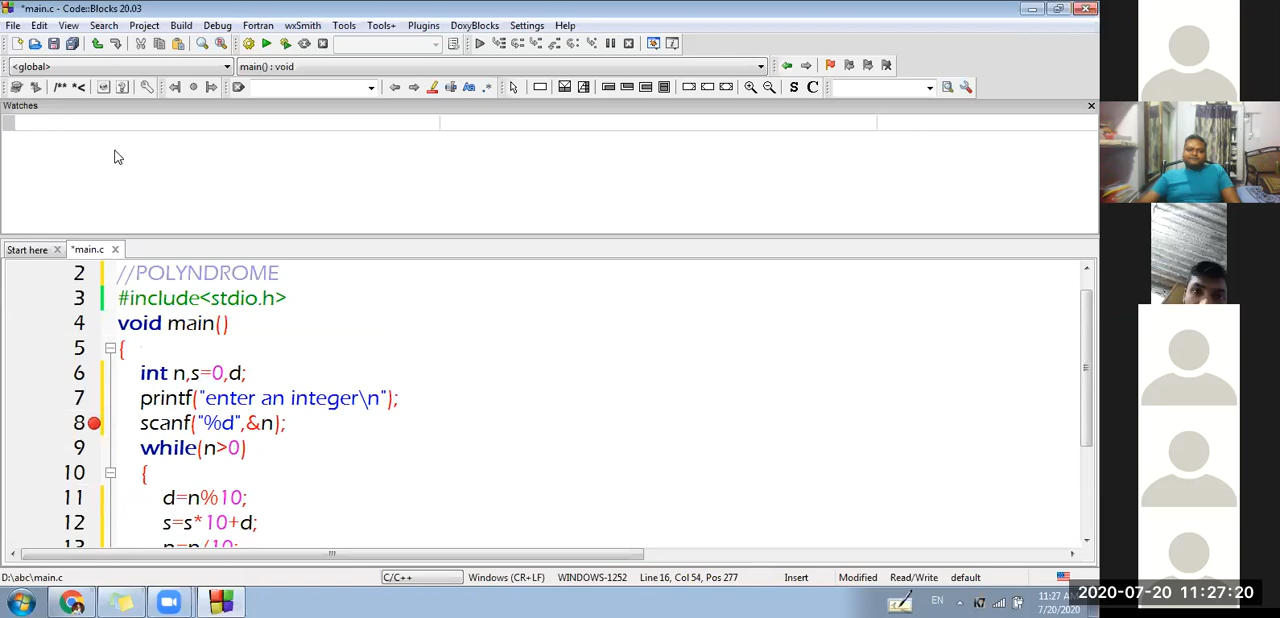 *main.c - Code::Blocks 20.03
File Edit View Search Project Build Debug Fortran wxSmith Tools Tools+ Plugins DoxyBlocks Settings Help
<global> main() : void
/** *<
Aa .* S C
Watches
Start here *main.c
2 //POLYNDROME
3 #include<stdio.h>
4 void main()
5 {
6 int n,s=0,d;
7 printf("enter an integer\n");
8 scanf("%d",&n);
9 while(n>0)
10 {
11 d=n%10;
12 s=s*10+d;
13 n=n/10;
D:\abc\main.c C/C++ Windows (CR+LF) WINDOWS-1252 Line 16, Col 54, Pos 277 Insert Modified Read/Write default
EN 11:27 AM
7/20/2020
2020-07-20 11:27:20